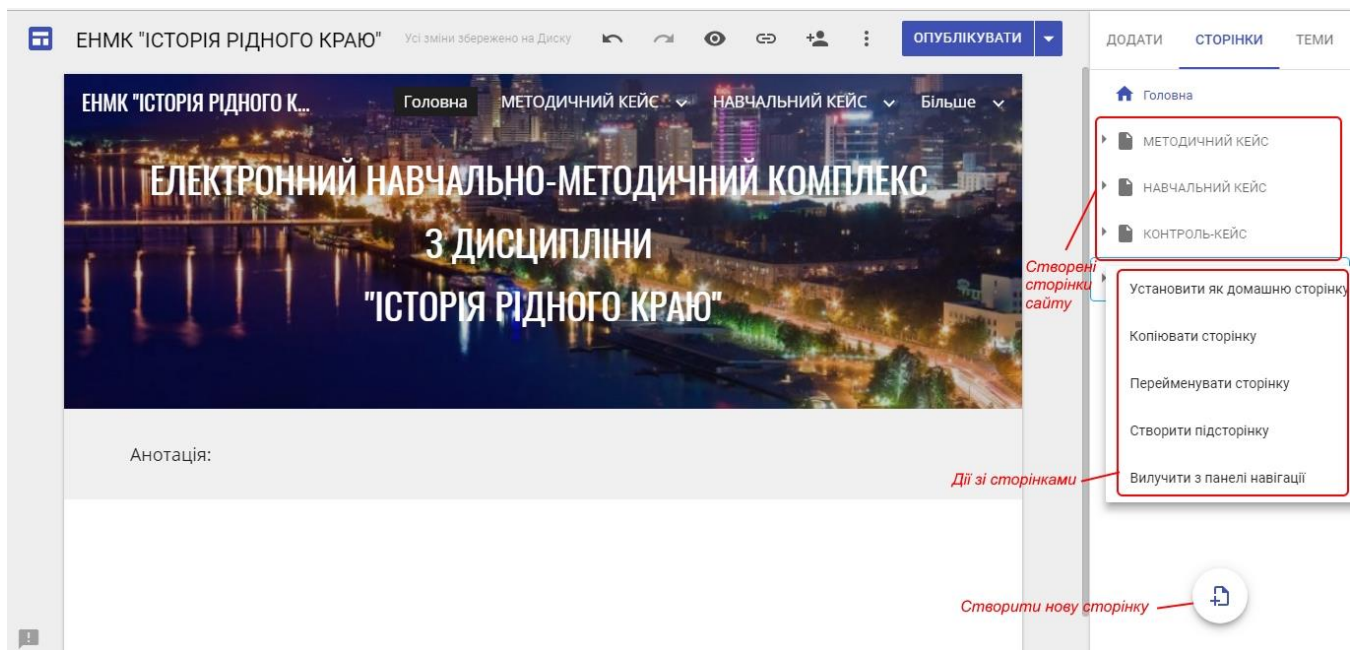 ЕНМК "ІСТОРІЯ РІДНОГО КРАЮ" Усі зміни збережено на Диску ОПУБЛІКУВАТИ
ДОДАТИ СТОРІНКИ ТЕМИ
ЕНМК "ІСТОРІЯ РІДНОГО К... Головна МЕТОДИЧНИЙ КЕЙС НАВЧАЛЬНИЙ КЕЙС Більше
ЕЛЕКТРОННИЙ НАВЧАЛЬНО-МЕТОДИЧНИЙ КОМПЛЕКС
З ДИСЦИПЛІНИ
"ІСТОРІЯ РІДНОГО КРАЮ"
Анотація:
Головна
МЕТОДИЧНИЙ КЕЙС
НАВЧАЛЬНИЙ КЕЙС
КОНТРОЛЬ-КЕЙС
Створені
сторінки
сайту
Установити як домашню сторінку
Копіювати сторінку
Перейменувати сторінку
Створити підсторінку
Вилучити з панелі навігації
Дії зі сторінками
Створити нову сторінку